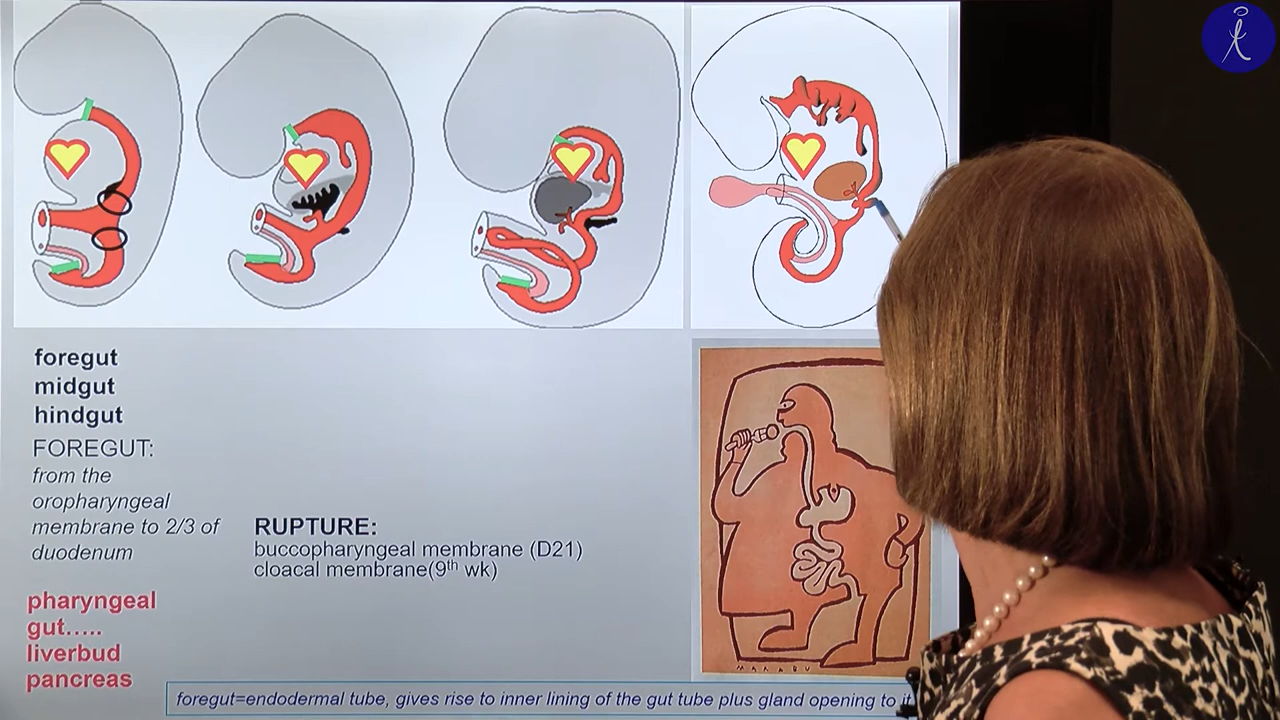 foregut
midgut
hindgut
FOREGUT:
from the
oropharyngeal
membrane to 2/3 of
duodenum
RUPTURE:
buccopharyngeal membrane (D21)
cloacal membrane(9th wk)
pharyngeal
gut.....
liverbud
pancreas
MARABU
foregut=endodermal tube, gives rise to inner lining of the gut tube plus gland opening to it